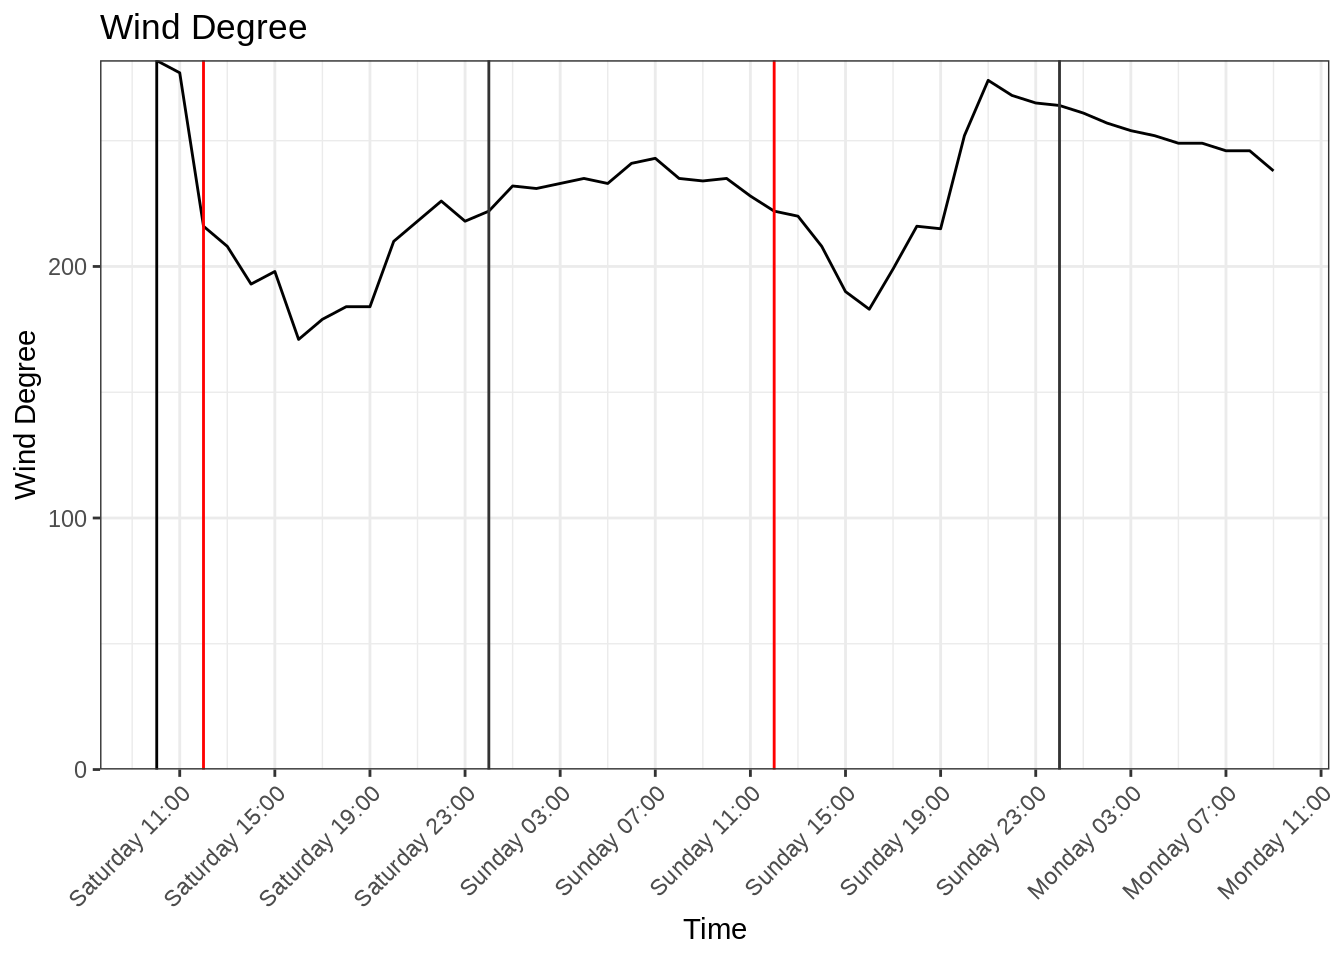 Wind Degree
Wind Degree
200
100
0
Saturday 11:00
Saturday 15:00
Saturday 19:00
Saturday 23:00
Sunday 03:00
Sunday 07:00
Sunday 11:00
Sunday 15:00
Sunday 19:00
Sunday 23:00
Monday 03:00
Monday 07:00
Monday 11:00
Time